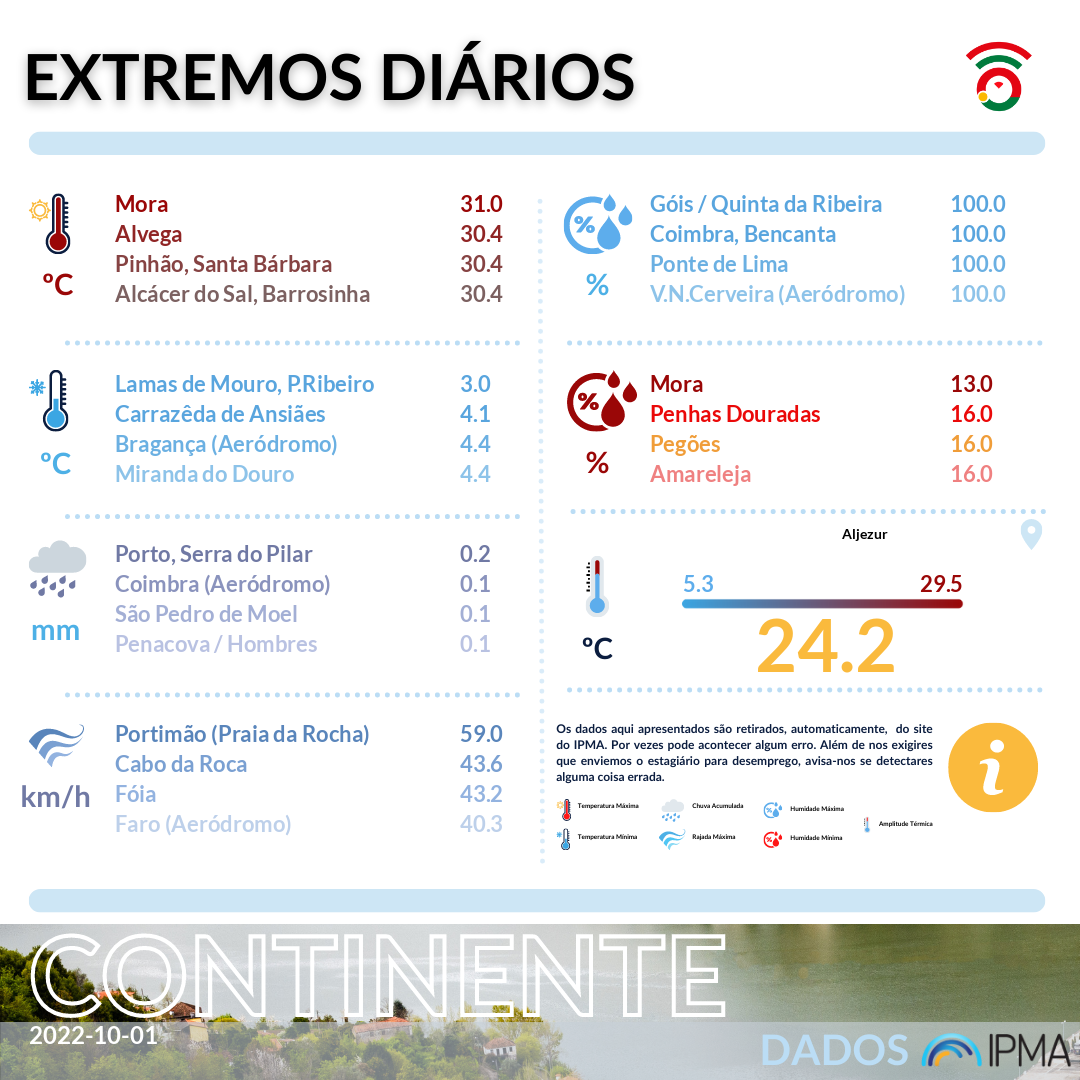 EXTREMOS DIÁRIOS
Mora 31.0
Alvega 30.4
Pinhão, Santa Bárbara 30.4
Alcácer do Sal, Barrosinha 30.4
ºC
Lamas de Mouro, P.Ribeiro 3.0
Carrazêda de Ansiães 4.1
Bragança (Aeródromo) 4.4
Miranda do Douro 4.4
ºC
Porto, Serra do Pilar 0.2
Coimbra (Aeródromo) 0.1
São Pedro de Moel 0.1
Penacova / Hombres 0.1
mm
Portimão (Praia da Rocha) 59.0
Cabo da Roca 43.6
Fóia 43.2
Faro (Aeródromo) 40.3
km/h
%
Góis / Quinta da Ribeira 100.0
Coimbra, Bencanta 100.0
Ponte de Lima 100.0
V.N.Cerveira (Aeródromo) 100.0
%
%
Mora 13.0
Penhas Douradas 16.0
Pegões 16.0
Amareleja 16.0
%
Aljezur
5.3 29.5
24.2
ºC
Os dados aqui apresentados são retirados, automaticamente, do site
do IPMA. Por vezes pode acontecer algum erro. Além de nos exigires
que enviemos o estagiário para desemprego, avisa-nos se detectares
alguma coisa errada.
i
Temperatura Máxima Chuva Acumulada Humidade Máxima
Amplitude Térmica
Temperatura Mínima Rajada Máxima Humidade Mínima
CONTINENTE
2022-10-01
DADOS IPMA